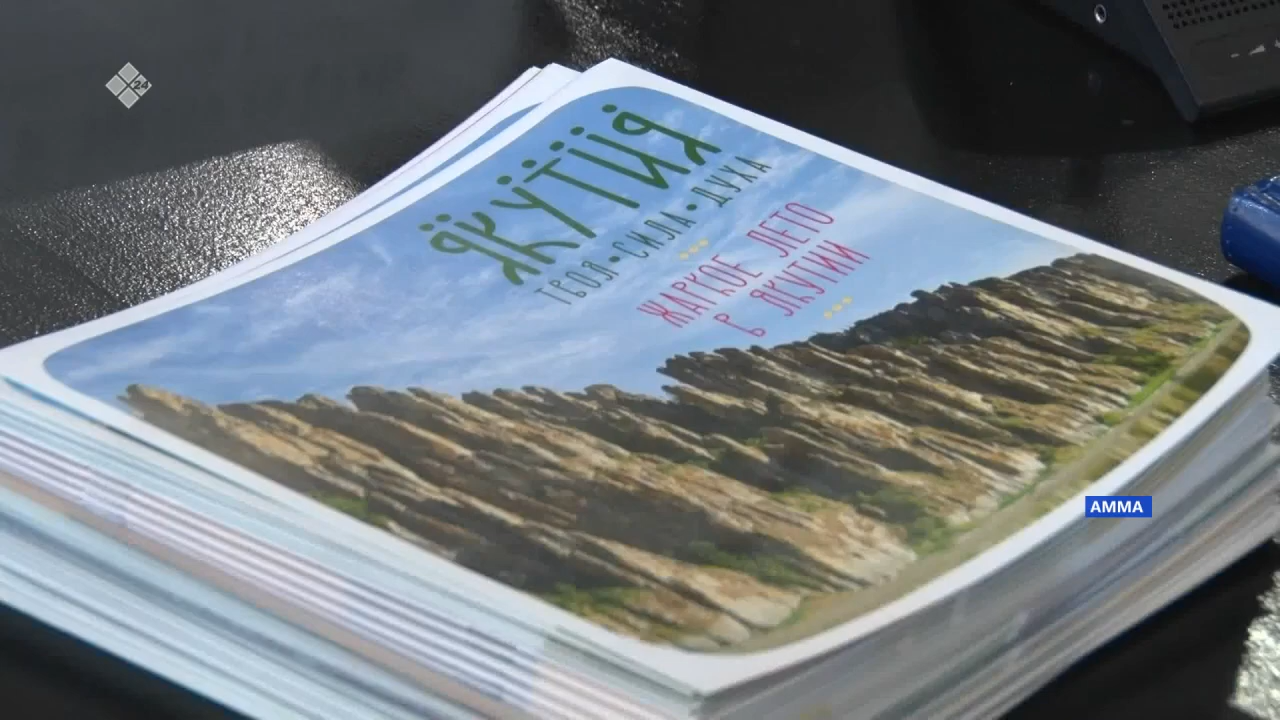 24
ЯКУТИЯ
ТВОЯ•СИЛА•ДУХА
ЖАРКОЕ ЛЕТО
В ЯКУТИИ
АММА